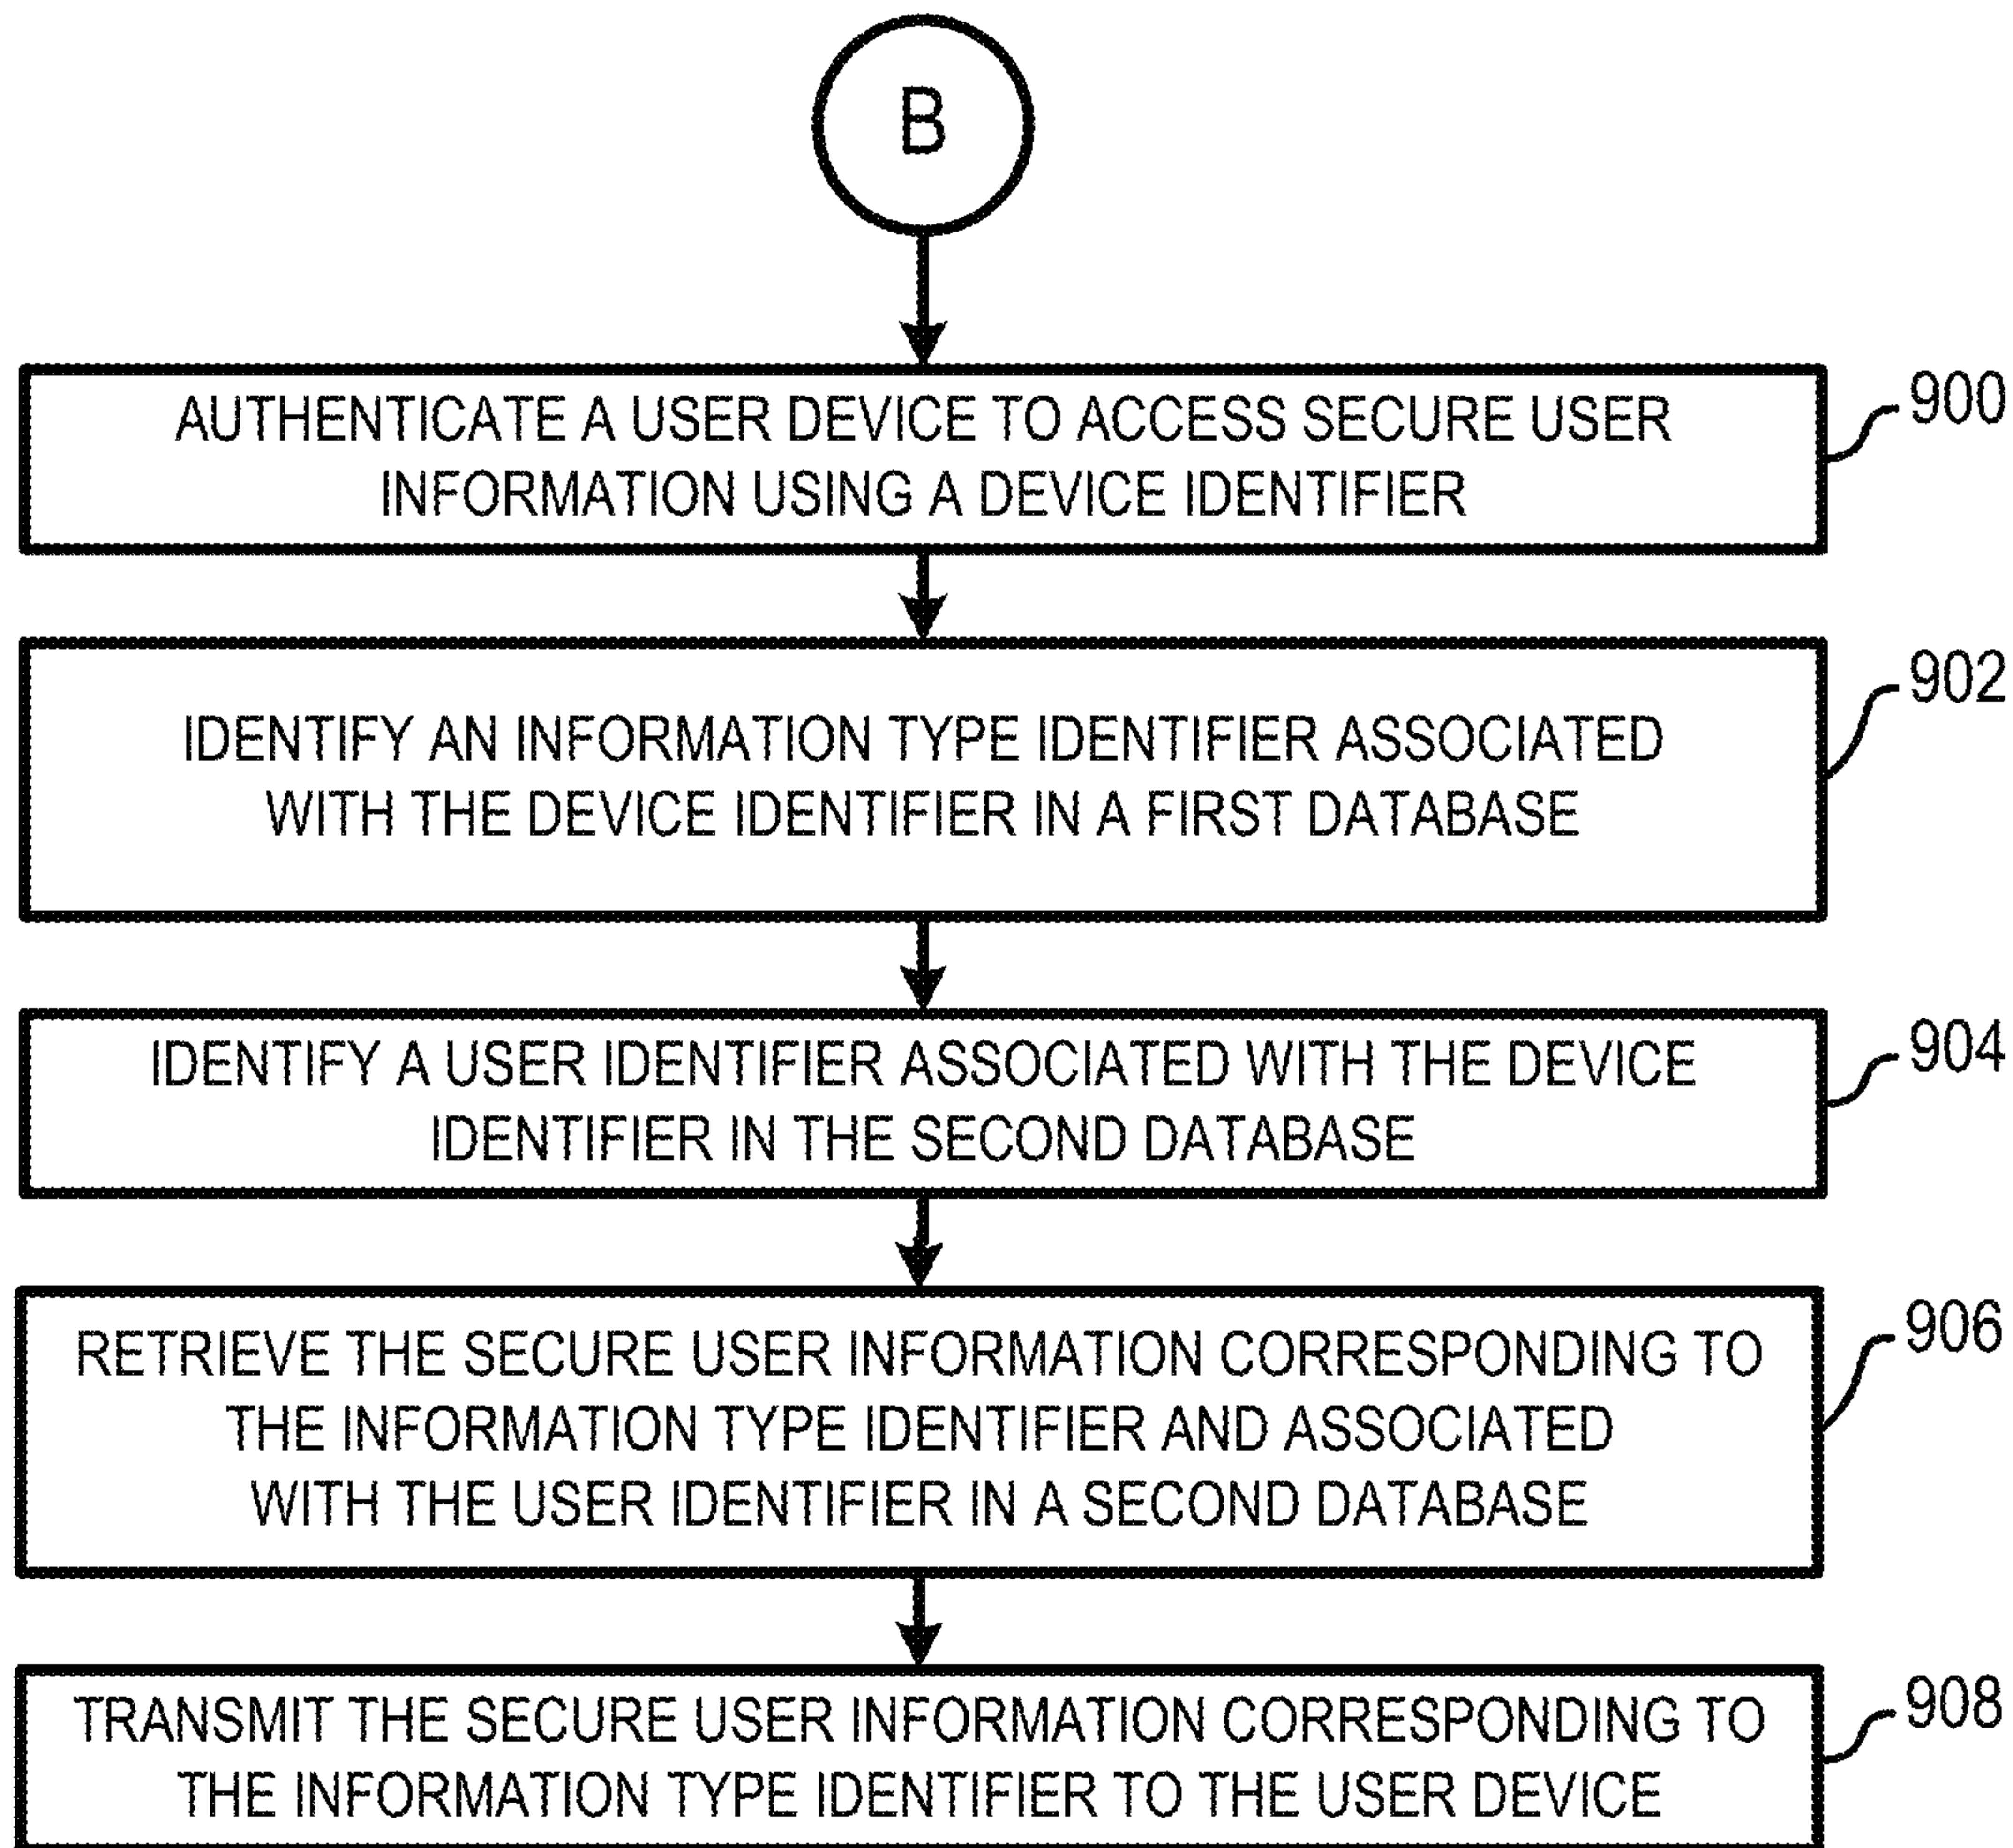 B
AUTHENTICATE A USER DEVICE TO ACCESS SECURE USER
INFORMATION USING A DEVICE IDENTIFIER
900
IDENTIFY AN INFORMATION TYPE IDENTIFIER ASSOCIATED
WITH THE DEVICE IDENTIFIER IN A FIRST DATABASE
902
IDENTIFY A USER IDENTIFIER ASSOCIATED WITH THE DEVICE
IDENTIFIER IN THE SECOND DATABASE
904
RETRIEVE THE SECURE USER INFORMATION CORRESPONDING TO
THE INFORMATION TYPE IDENTIFIER AND ASSOCIATED
WITH THE USER IDENTIFIER IN A SECOND DATABASE
906
TRANSMIT THE SECURE USER INFORMATION CORRESPONDING TO
THE INFORMATION TYPE IDENTIFIER TO THE USER DEVICE
908